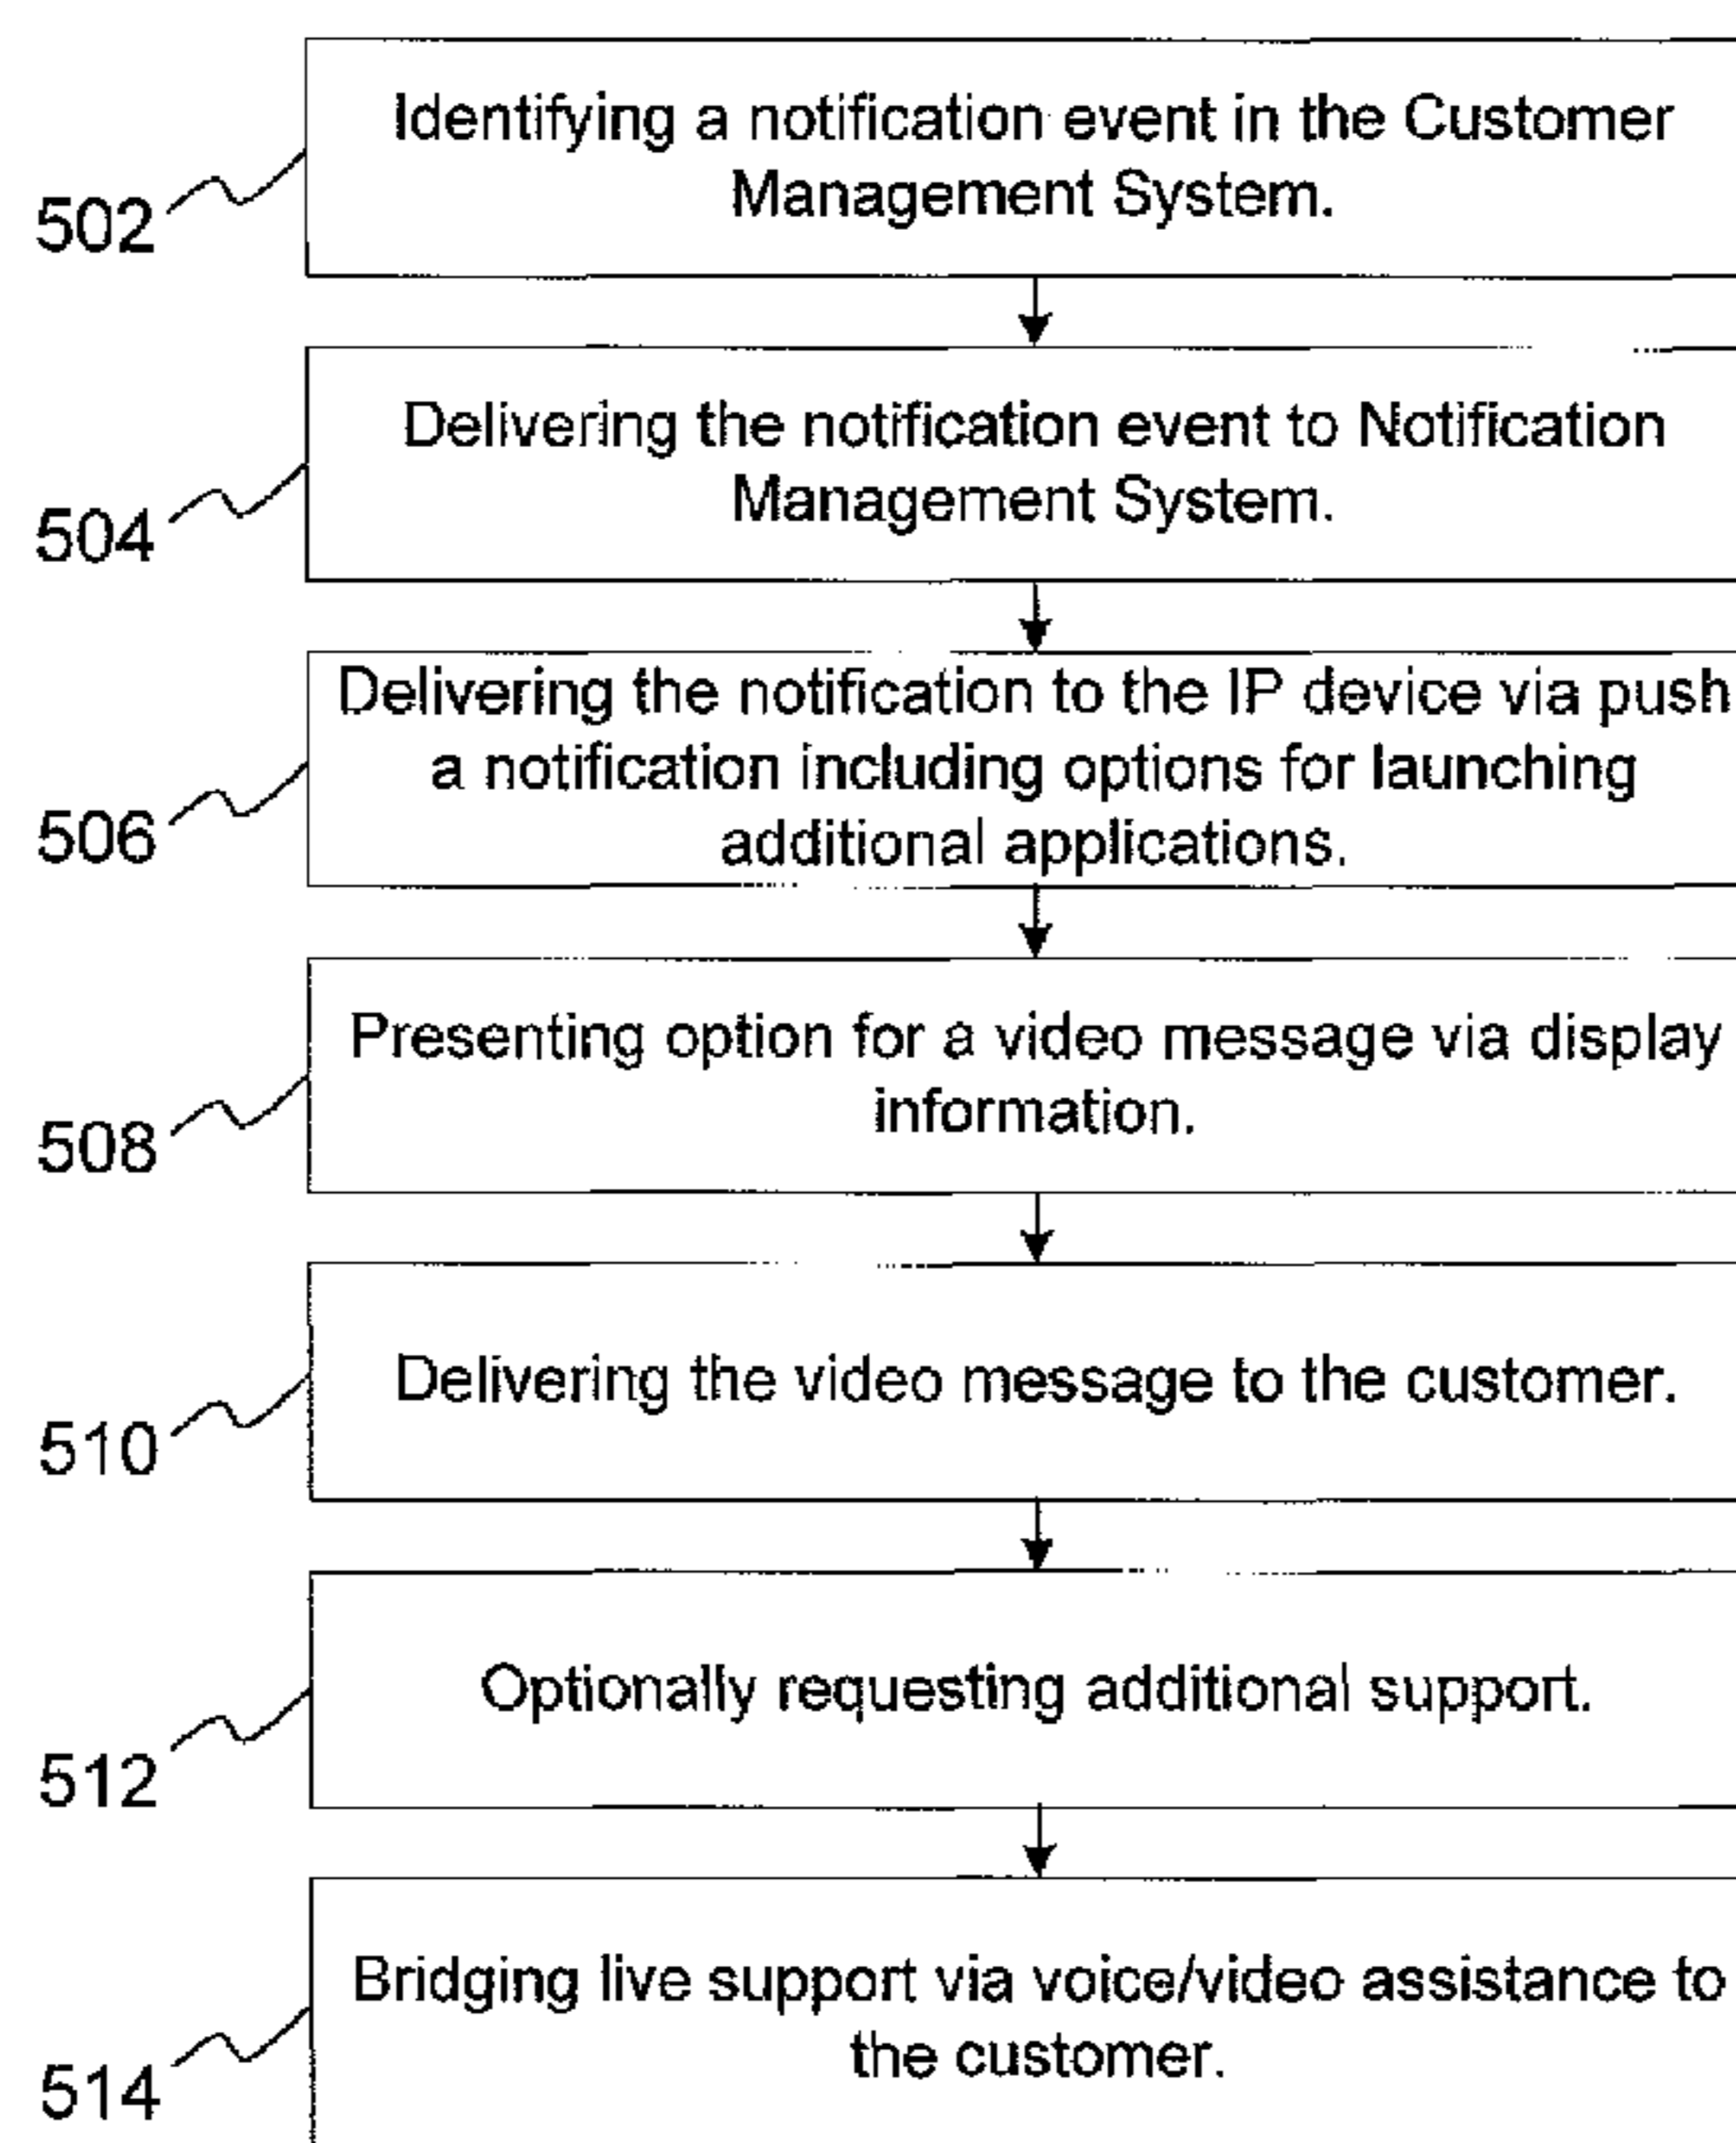 Identifying a notification event in the Customer
Management System.
502
Delivering the notification event to Notification
Management System.
504
Delivering the notification to the IP device via push
a notification including options for launching
additional applications.
506
Presenting option for a video message via display
information.
508
Delivering the video message to the customer.
510
Optionally requesting additional support.
512
Bridging live support via voice/video assistance to
the customer.
514